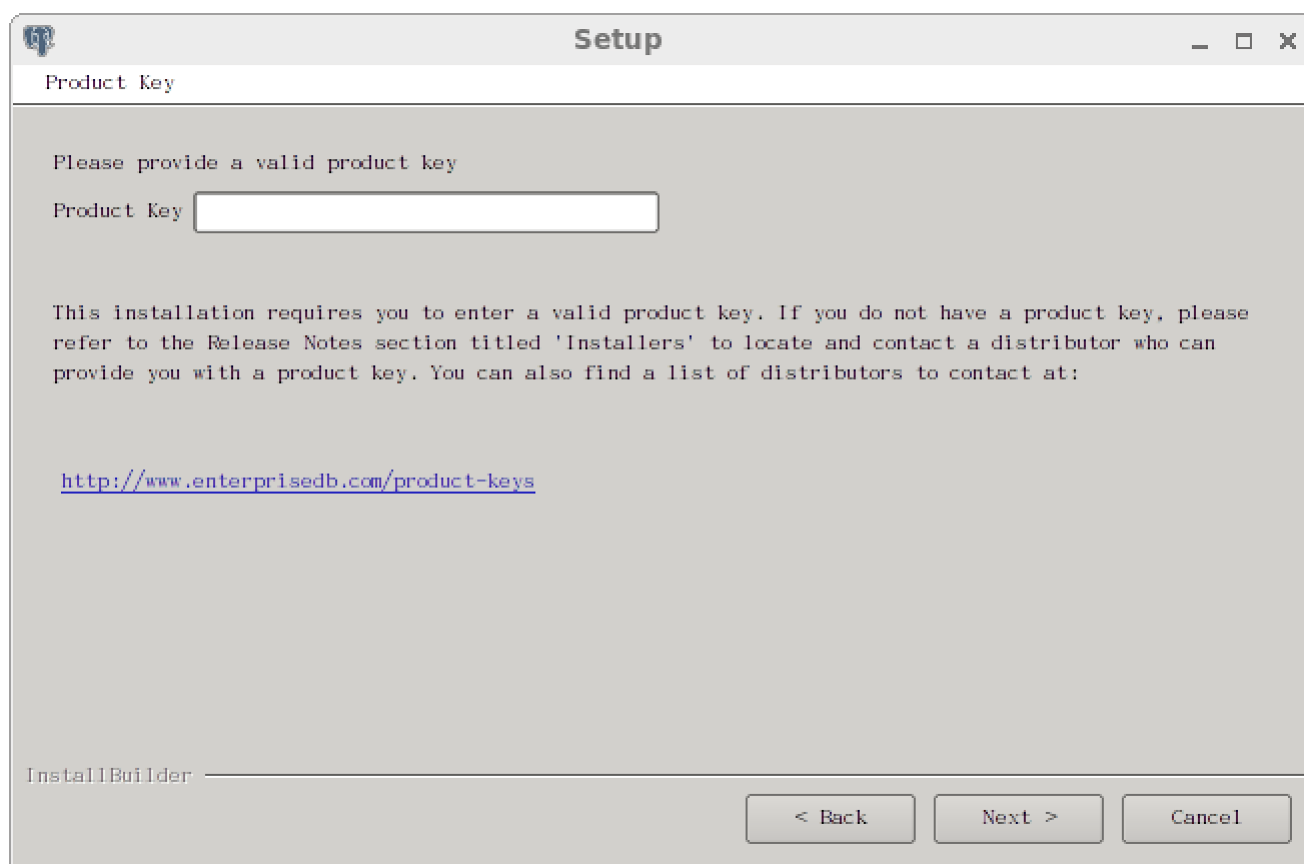 Setup
Product Key
Please provide a valid product key
Product Key
This installation requires you to enter a valid product key. If you do not have a product key, please
refer to the Release Notes section titled 'Installers' to locate and contact a distributor who can
provide you with a product key. You can also find a list of distributors to contact at:
http://www.enterprisedb.com/product-keys
InstallBuilder
< Back Next > Cancel